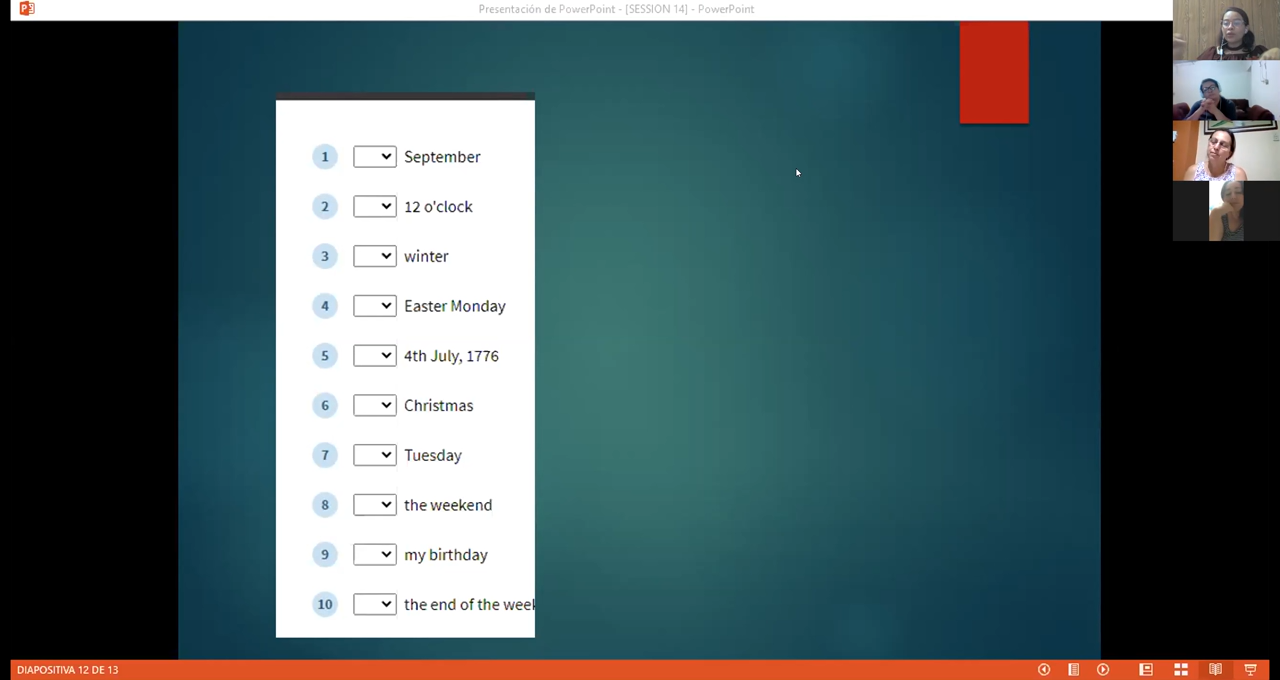 Presentación de PowerPoint - [SESSION 14] - PowerPoint
1 September
2 12 o'clock
3 winter
4 Easter Monday
5 4th July, 1776
6 Christmas
7 Tuesday
8 the weekend
9 my birthday
10 the end of the week
DIAPOSITIVA 12 DE 13